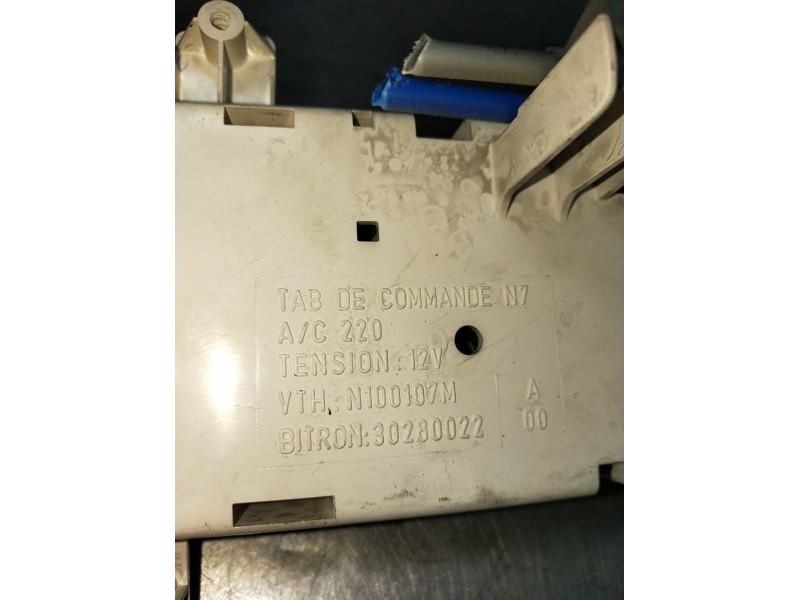 TAB DE COMMANDE N7
A/C 220
TENSION:12V
VTH:N100107M
BITRON:30280022
A
00